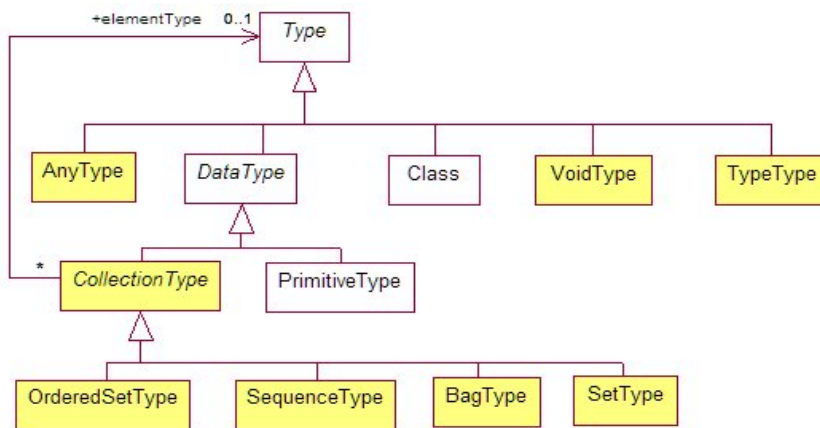 +elementType 0..1
Type
AnyType DataType Class VoidType TypeType
*
CollectionType PrimitiveType
OrderedSetType SequenceType BagType SetType